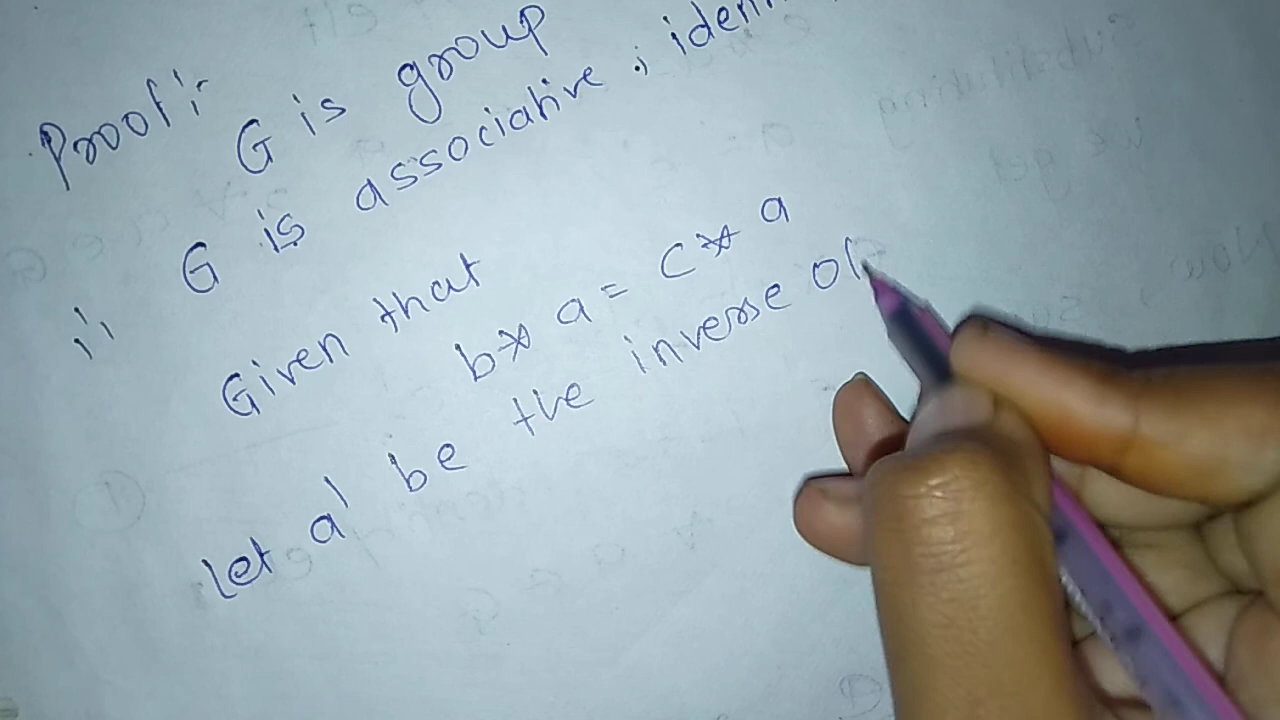 Proof:-
G is group
∴ G is associative, iden
Given that
b * a = c * a
Let a' be the inverse of